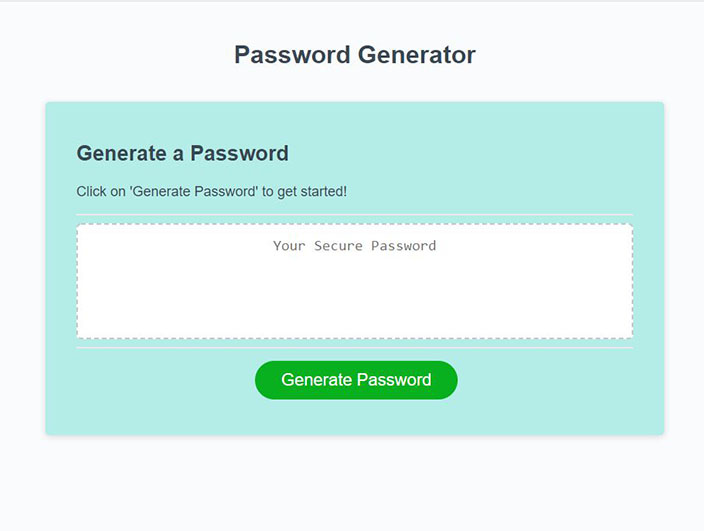 Password Generator
Generate a Password
Click on 'Generate Password' to get started!
Your Secure Password
Generate Password